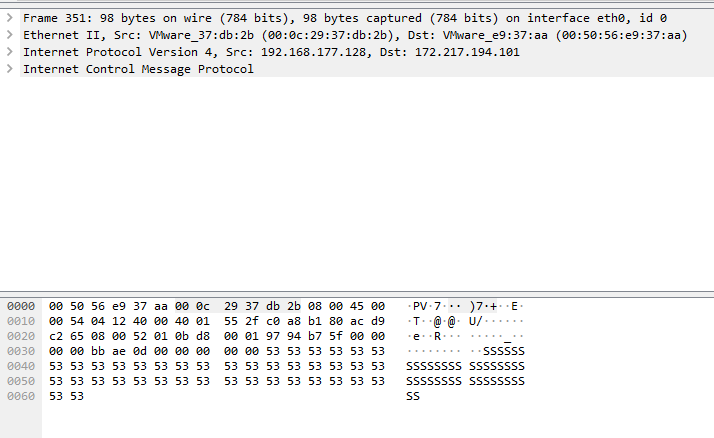 Frame 351: 98 bytes on wire (784 bits), 98 bytes captured (784 bits) on interface eth0, id 0
Ethernet II, Src: VMware_37:db:2b (00:0c:29:37:db:2b), Dst: VMware_e9:37:aa (00:50:56:e9:37:aa)
Internet Protocol Version 4, Src: 192.168.177.128, Dst: 172.217.194.101
Internet Control Message Protocol
0000 00 50 56 e9 37 aa 00 0c 29 37 db 2b 08 00 45 00 ·PV·7··· )7·+··E·
0010 00 54 04 12 40 00 40 01 55 2f c0 a8 b1 80 ac d9 ·T··@·@· U/······
0020 c2 65 08 00 52 01 0b d8 00 01 97 94 b7 5f 00 00 ·e··R··· ·····_··
0030 00 00 bb ae 0d 00 00 00 00 00 53 53 53 53 53 53 ········ ··SSSSSS
0040 53 53 53 53 53 53 53 53 53 53 53 53 53 53 53 53 SSSSSSSS SSSSSSSS
0050 53 53 53 53 53 53 53 53 53 53 53 53 53 53 53 53 SSSSSSSS SSSSSSSS
0060 53 53 SS